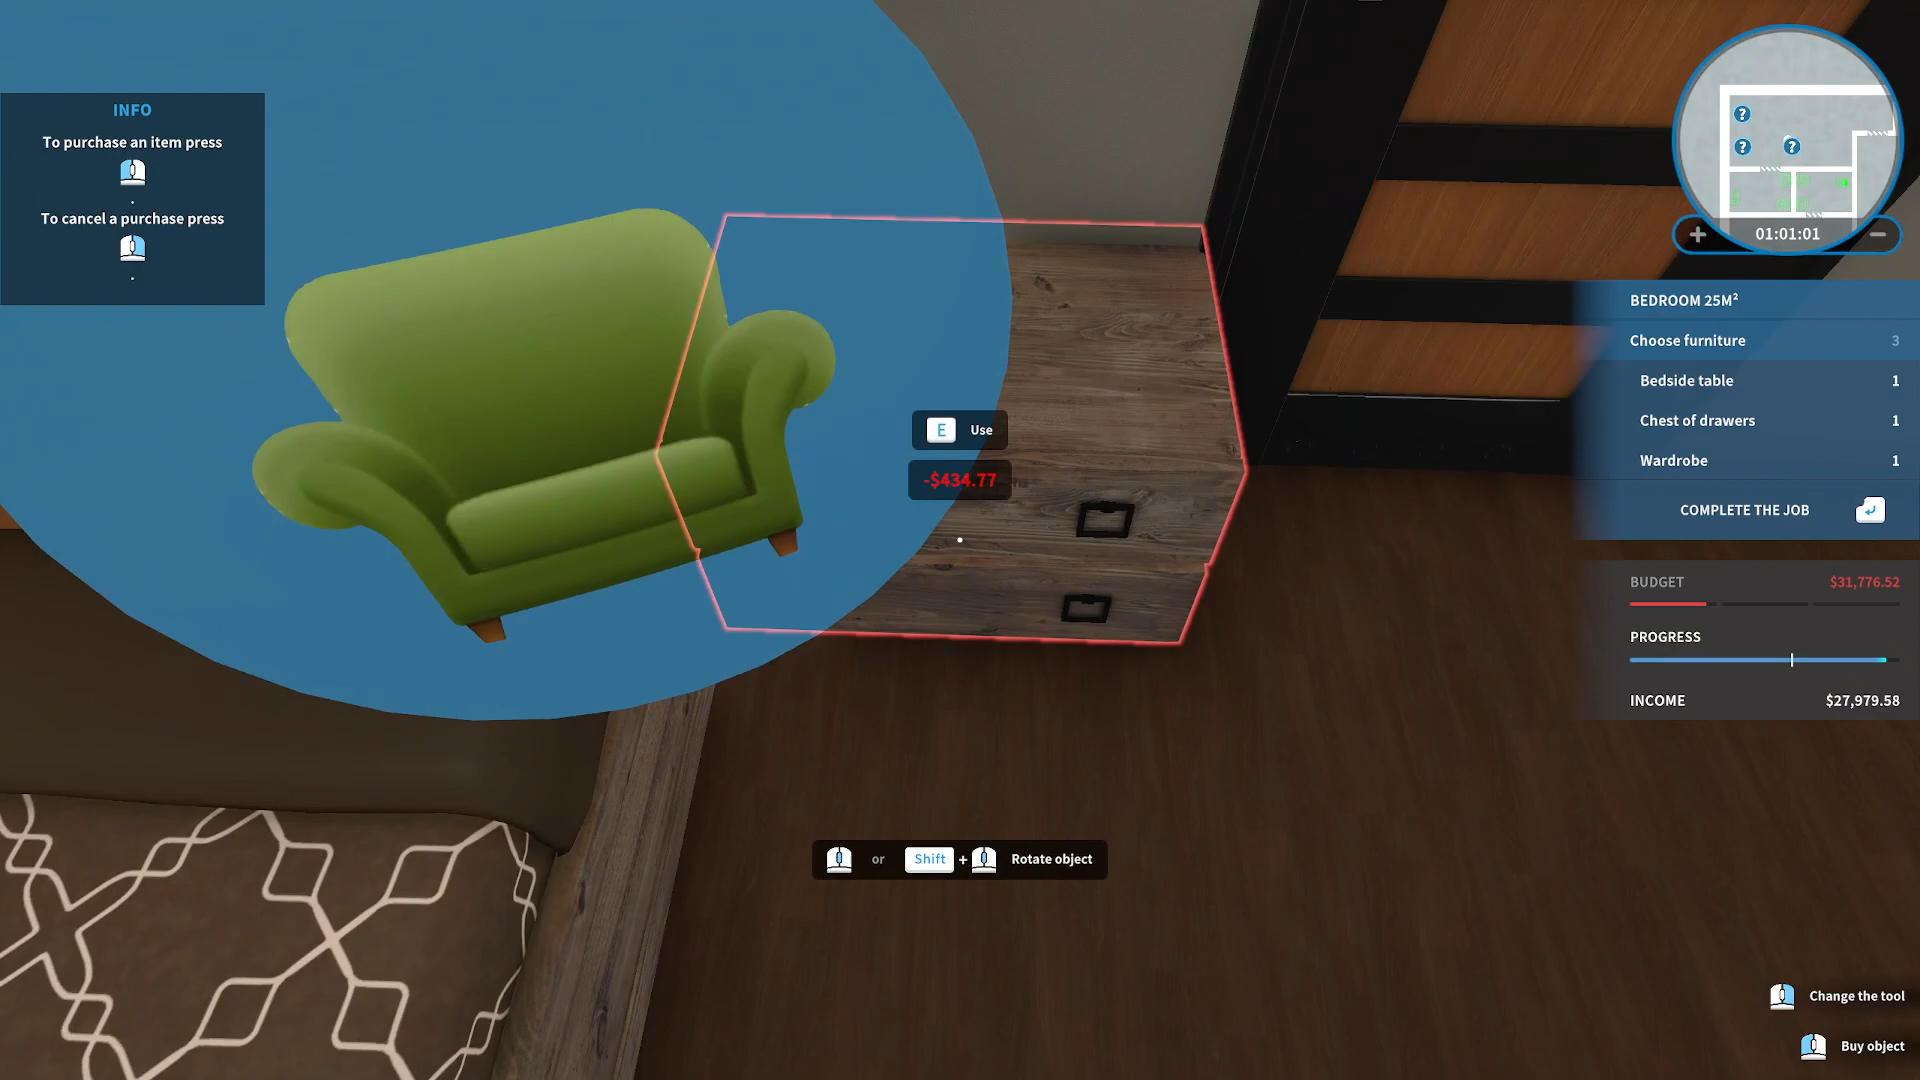 INFO
To purchase an item press
.
To cancel a purchase press
.
?
?
?
+ 01:01:01 −
BEDROOM 25M²
Choose furniture 3
Bedside table 1
Chest of drawers 1
Wardrobe 1
COMPLETE THE JOB
BUDGET $31,776.52
PROGRESS
INCOME $27,979.58
E Use
-$434.77
or Shift + Rotate object
Change the tool
Buy object